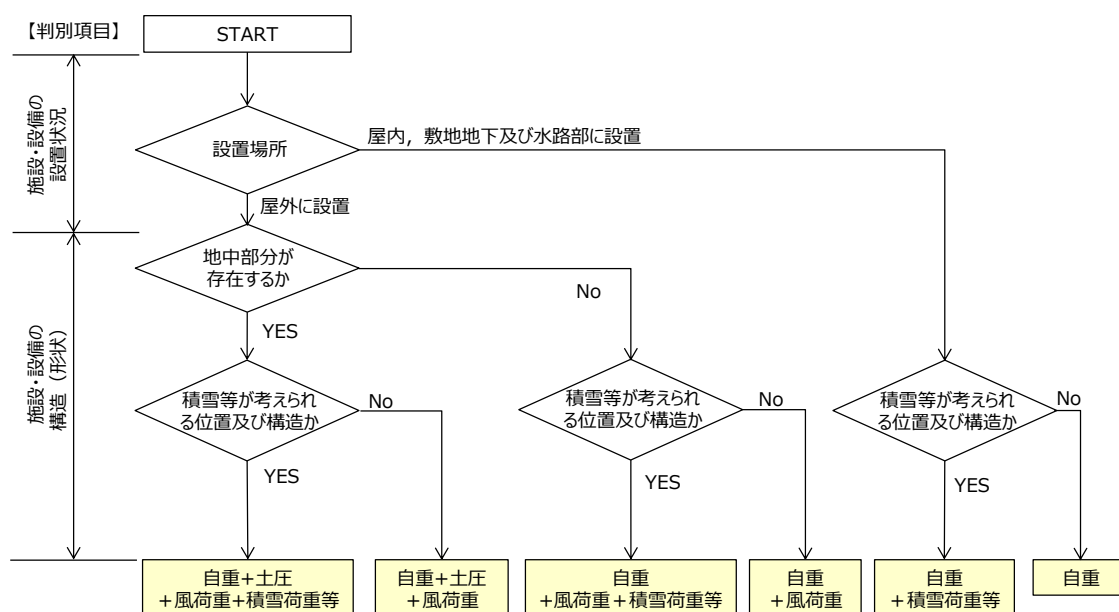 【判別項目】
START
施設・設備の
設置状況
設置場所
屋内，敷地地下及び水路部に設置
屋外に設置
施設・設備の
構造（形状）
地中部分が
存在するか
No
YES
積雪等が考えられ
る位置及び構造か
No
YES
積雪等が考えられ
る位置及び構造か
No
YES
積雪等が考えられ
る位置及び構造か
No
YES
自重+土圧
+風荷重+積雪荷重等
自重+土圧
+風荷重
自重
+風荷重+積雪荷重等
自重
+風荷重
自重
+積雪荷重等
自重